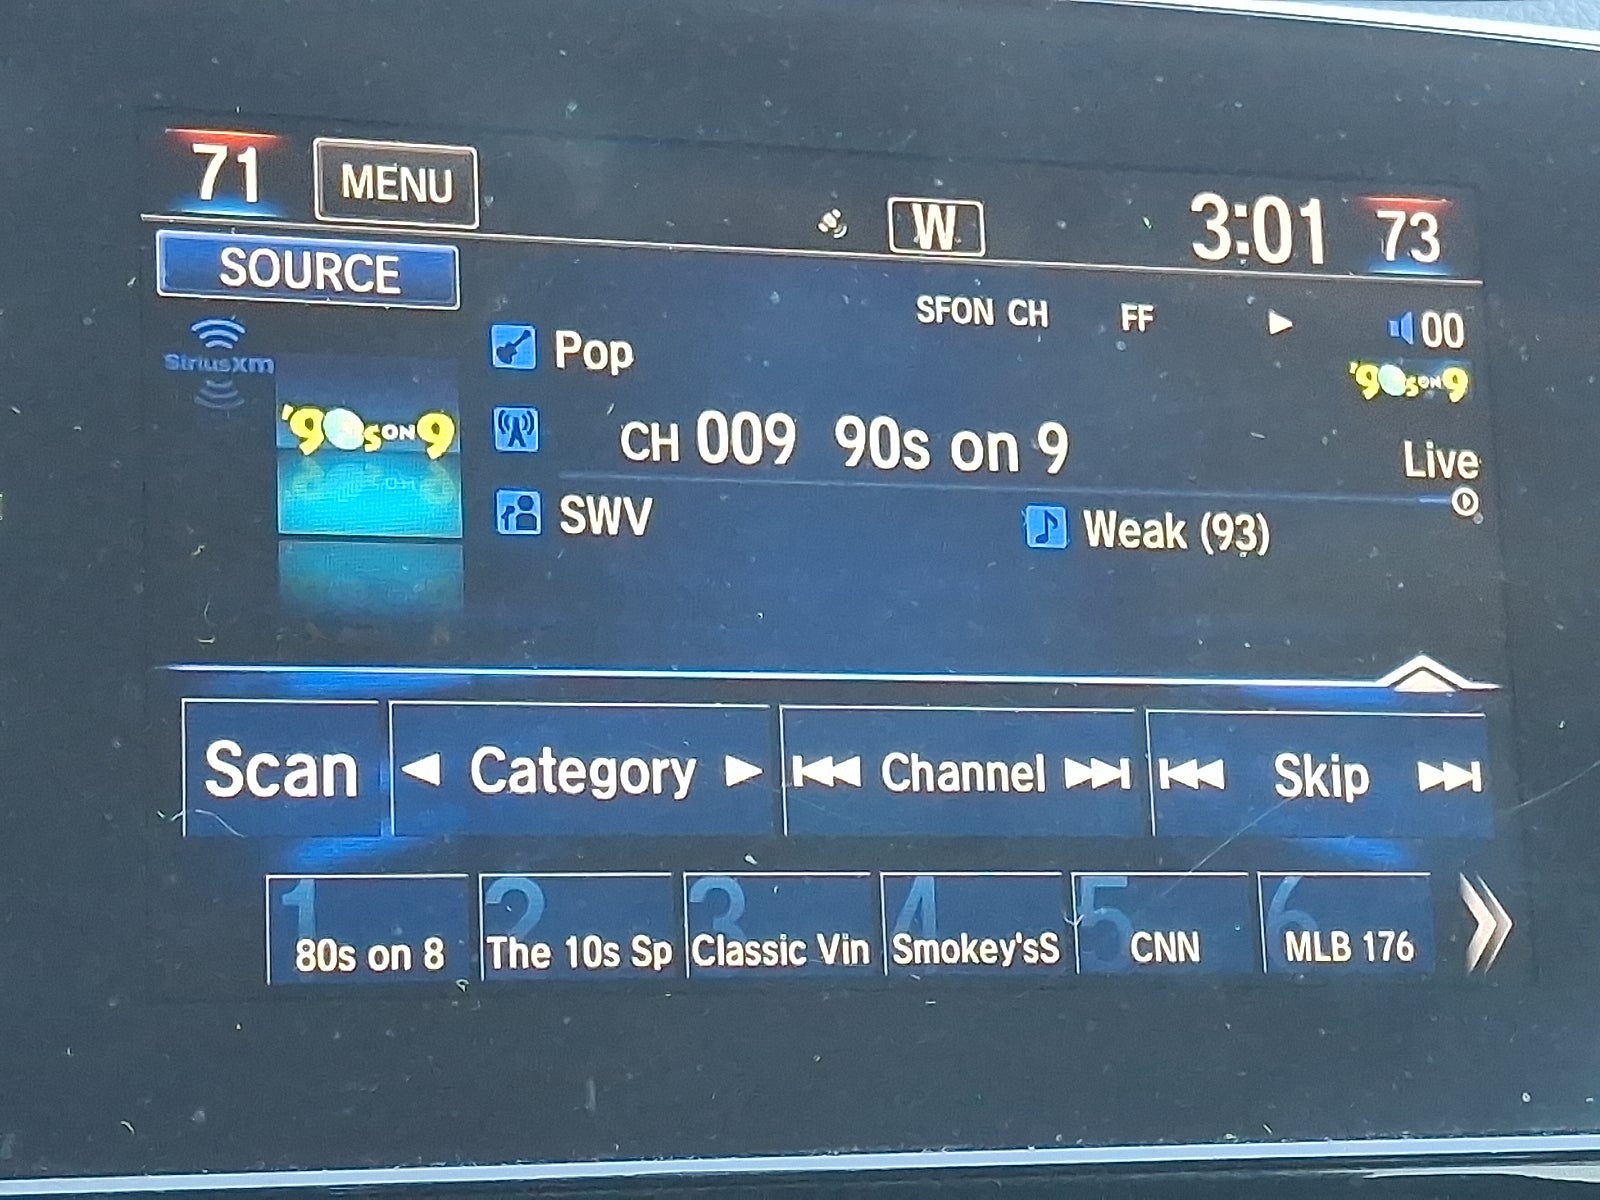 71 MENU W 3:01 73
SOURCE
SFON CH FF 00
SiriusXM
Pop
'90s ON 9
'90s ON 9
CH 009 90s on 9
Live
SWV Weak (93)
Scan Category Channel Skip
1 2 3 4 5 6
80s on 8 The 10s Sp Classic Vin Smokey'sS CNN MLB 176